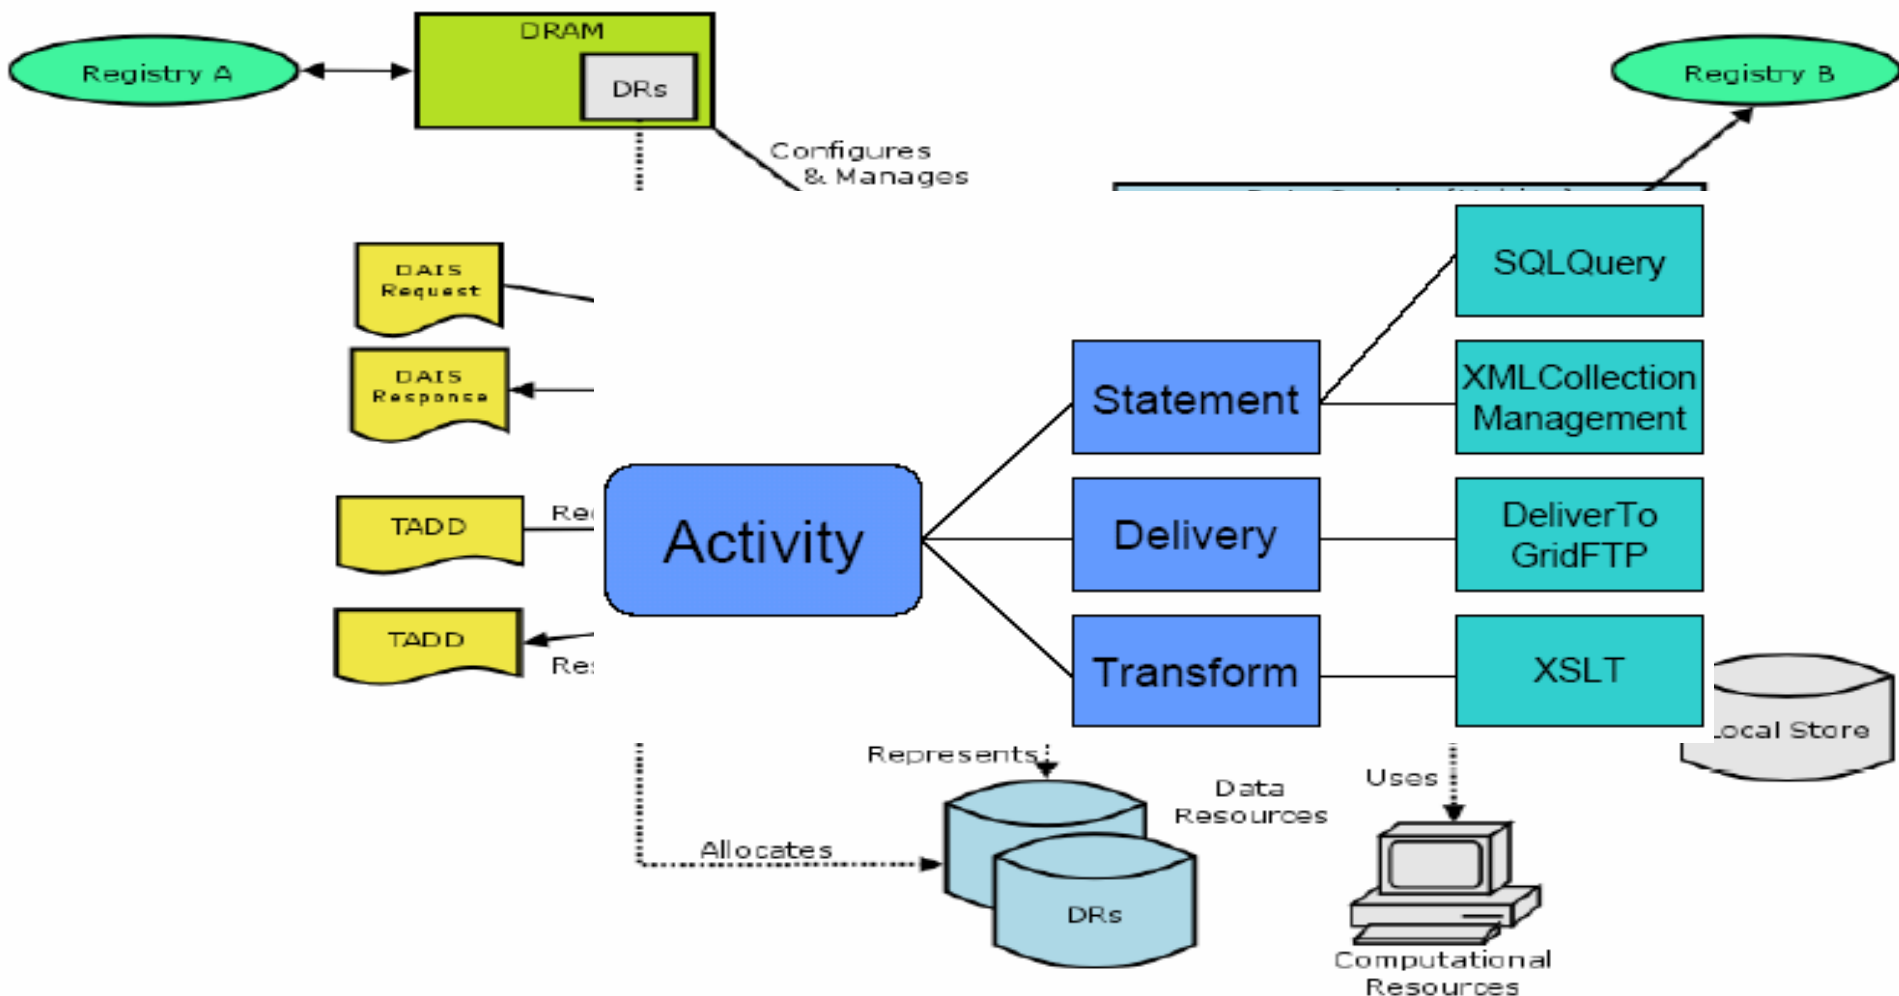 DRAM
Registry A
DRs
Registry B
Configures
& Manages
DAIS
Request
SQLQuery
DAIS
Response
Statement
XMLCollection
Management
TADD
Activity
Delivery
DeliverTo
GridFTP
TADD
Transform
XSLT
Local Store
Represents
Uses
Data
Resources
Allocates
DRs
Computational
Resources